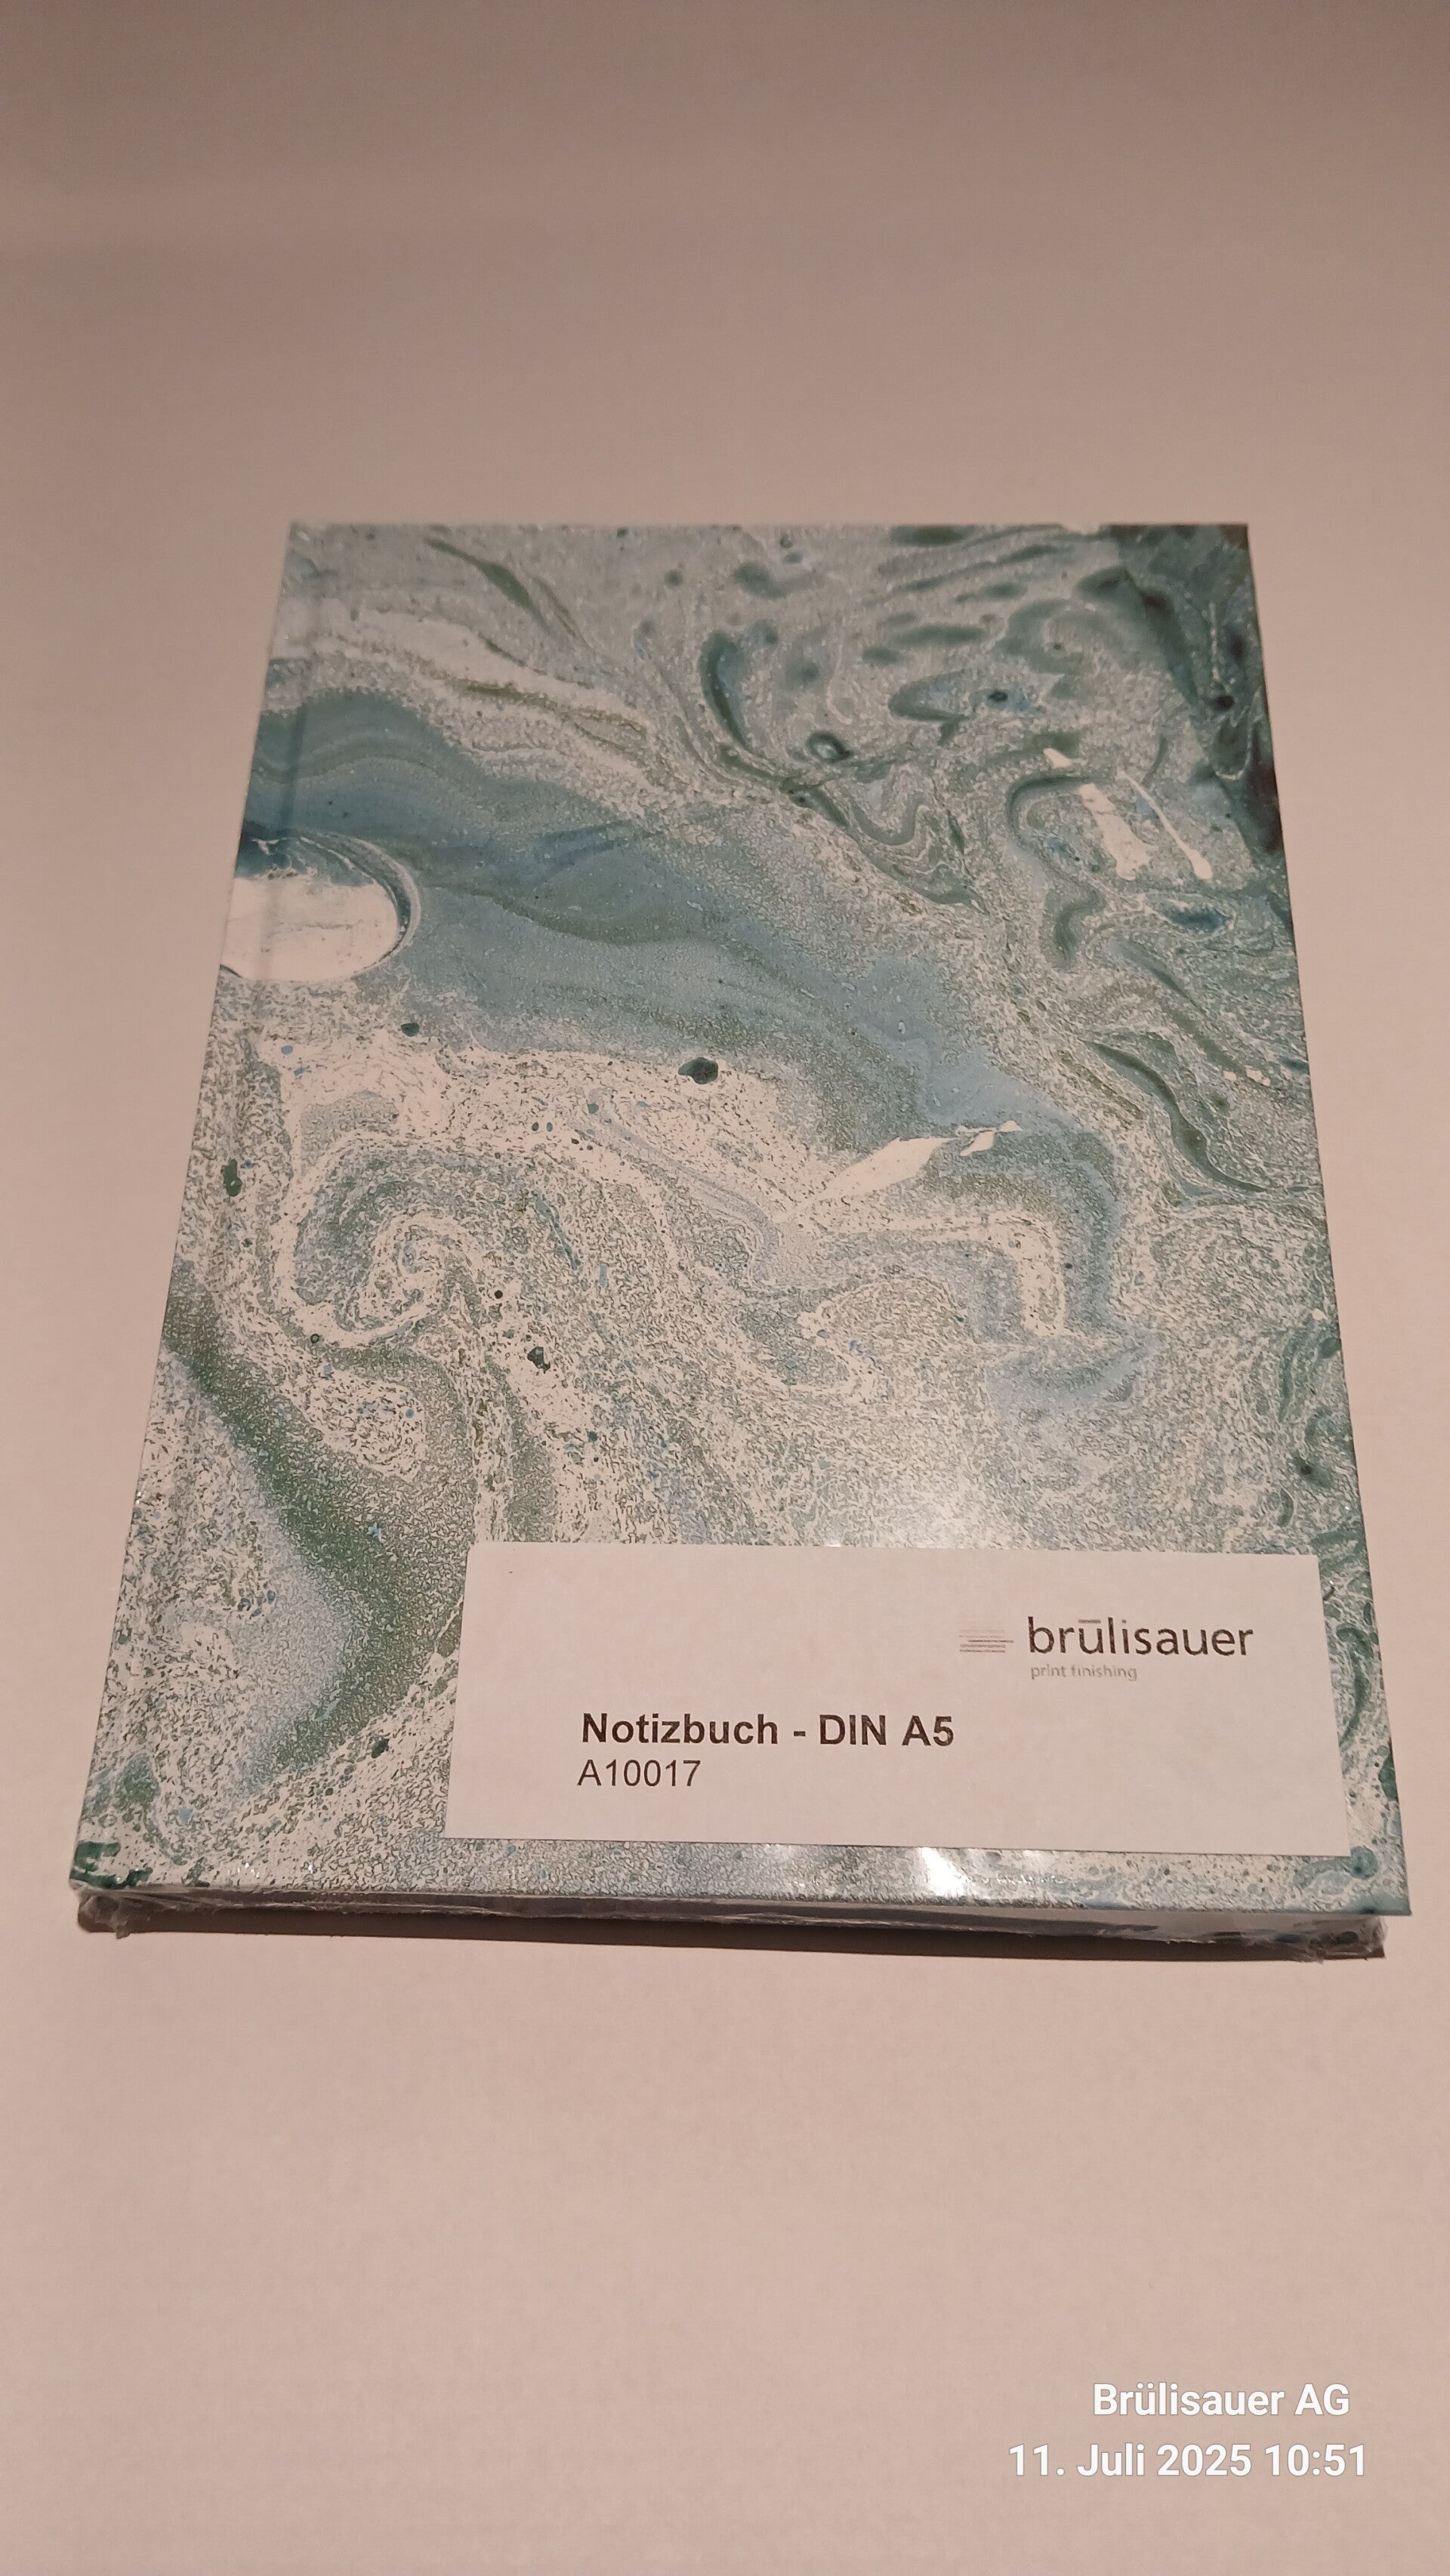 brūlisauer
print finishing
Notizbuch - DIN A5
A10017
Brülisauer AG
11. Juli 2025 10:51